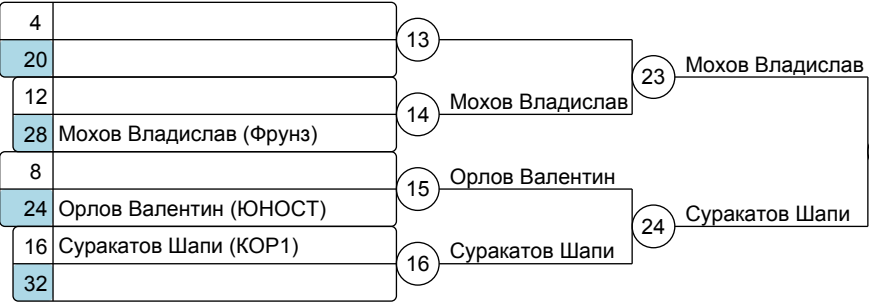 4
20
13
12
28 Мохов Владислав (Фрунз)
14
Мохов Владислав
23
Мохов Владислав
8
24 Орлов Валентин (ЮНОСТ)
15
Орлов Валентин
16 Суракатов Шапи (КОР1)
32
16
Суракатов Шапи
24
Суракатов Шапи